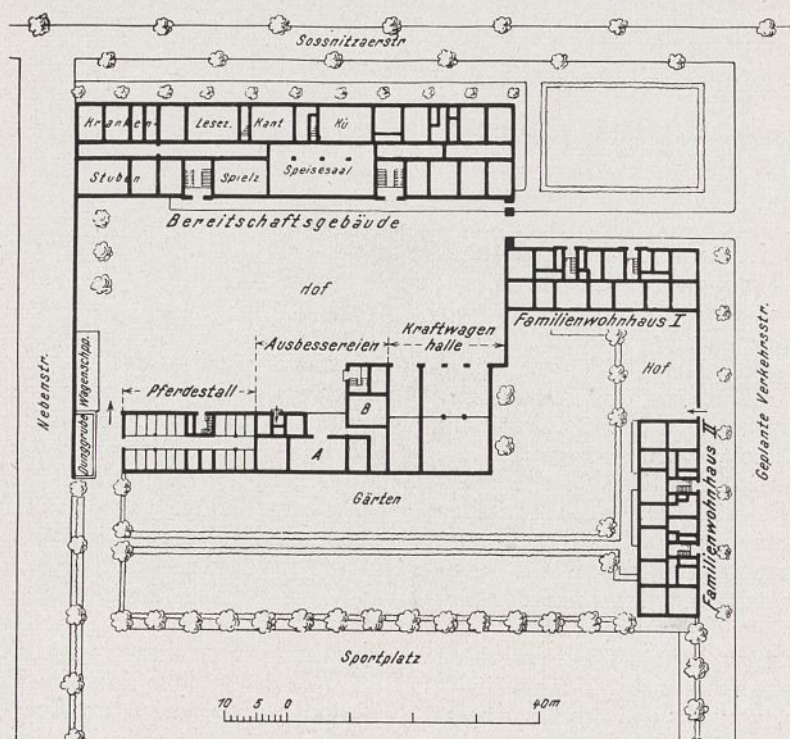 Sossnitzaerstr
Kranken-
Lesez.
Kant
Kü
Stuben
Spielz.
Speisesaal
Bereitschaftsgebäude
Hof
Kraftwagen
halle
Familienwohnhaus I
Ausbessereien
Hof
Nebenstr.
Wagenschpp.
Dunggrube
Pferdestall
B
A
Geplante Verkehrsstr.
Familienwohnhaus II
Gärten
Sportplatz
10 5 0 40m